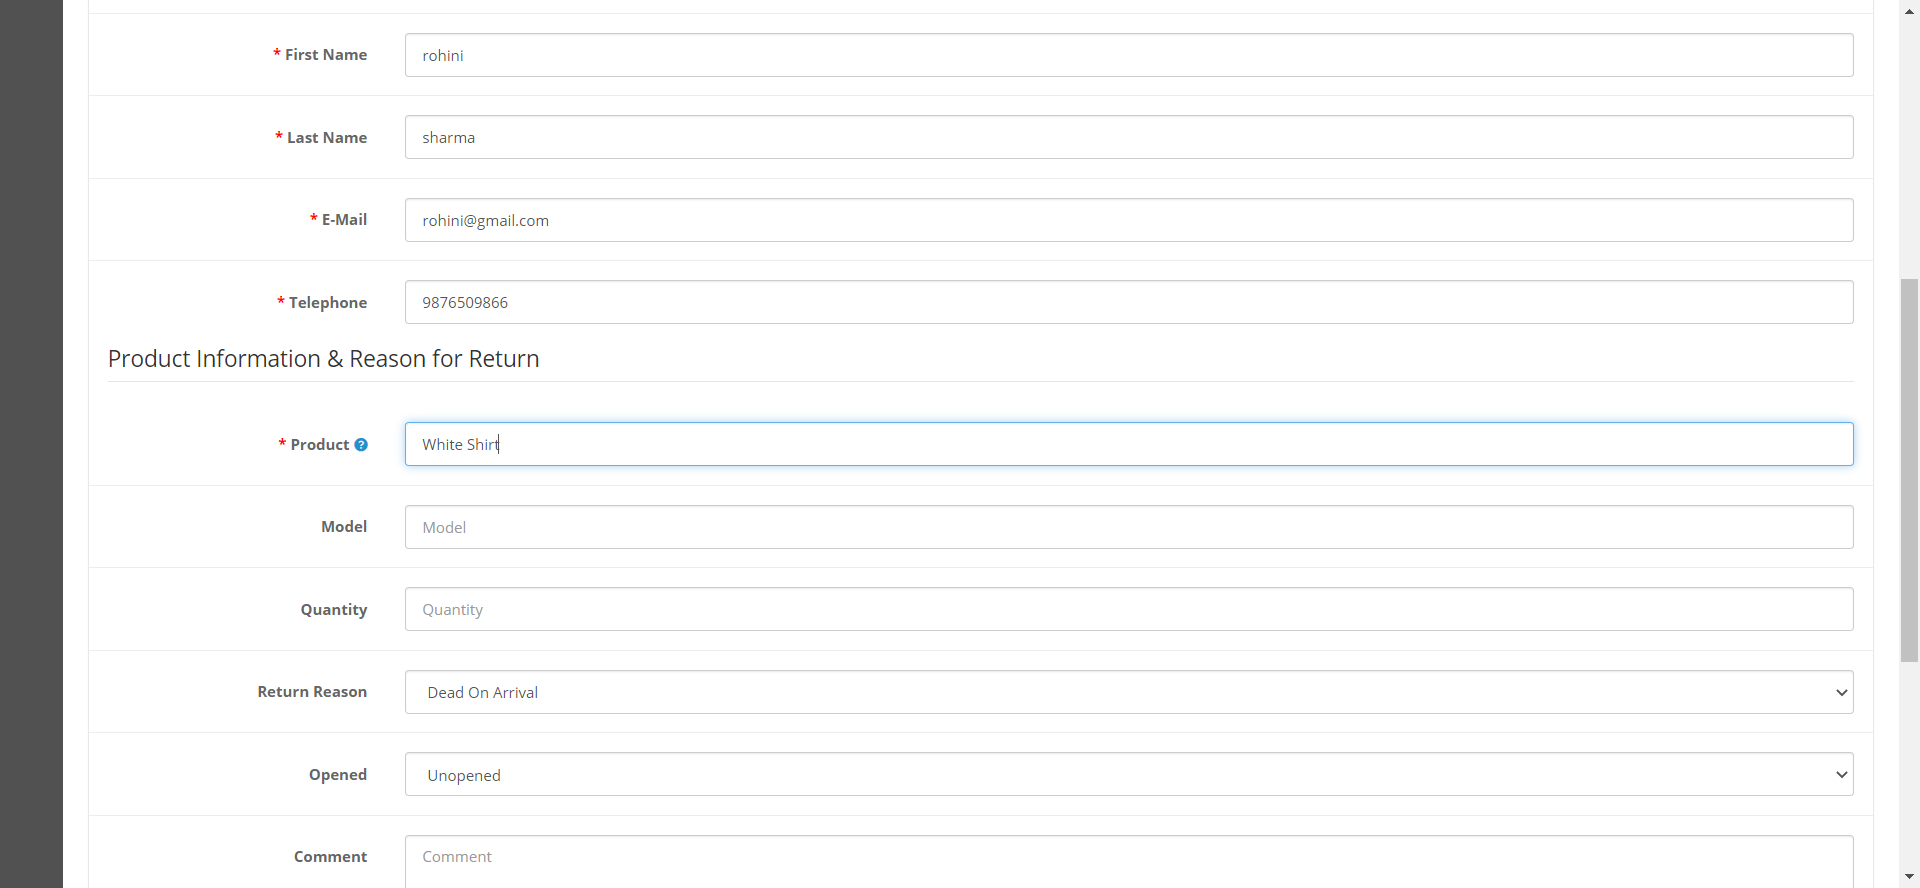 * First Name
rohini
* Last Name
sharma
* E-Mail
rohini@gmail.com
* Telephone
9876509866
Product Information & Reason for Return
* Product ?
White Shirt
Model
Model
Quantity
Quantity
Return Reason
Dead On Arrival
Opened
Unopened
Comment
Comment